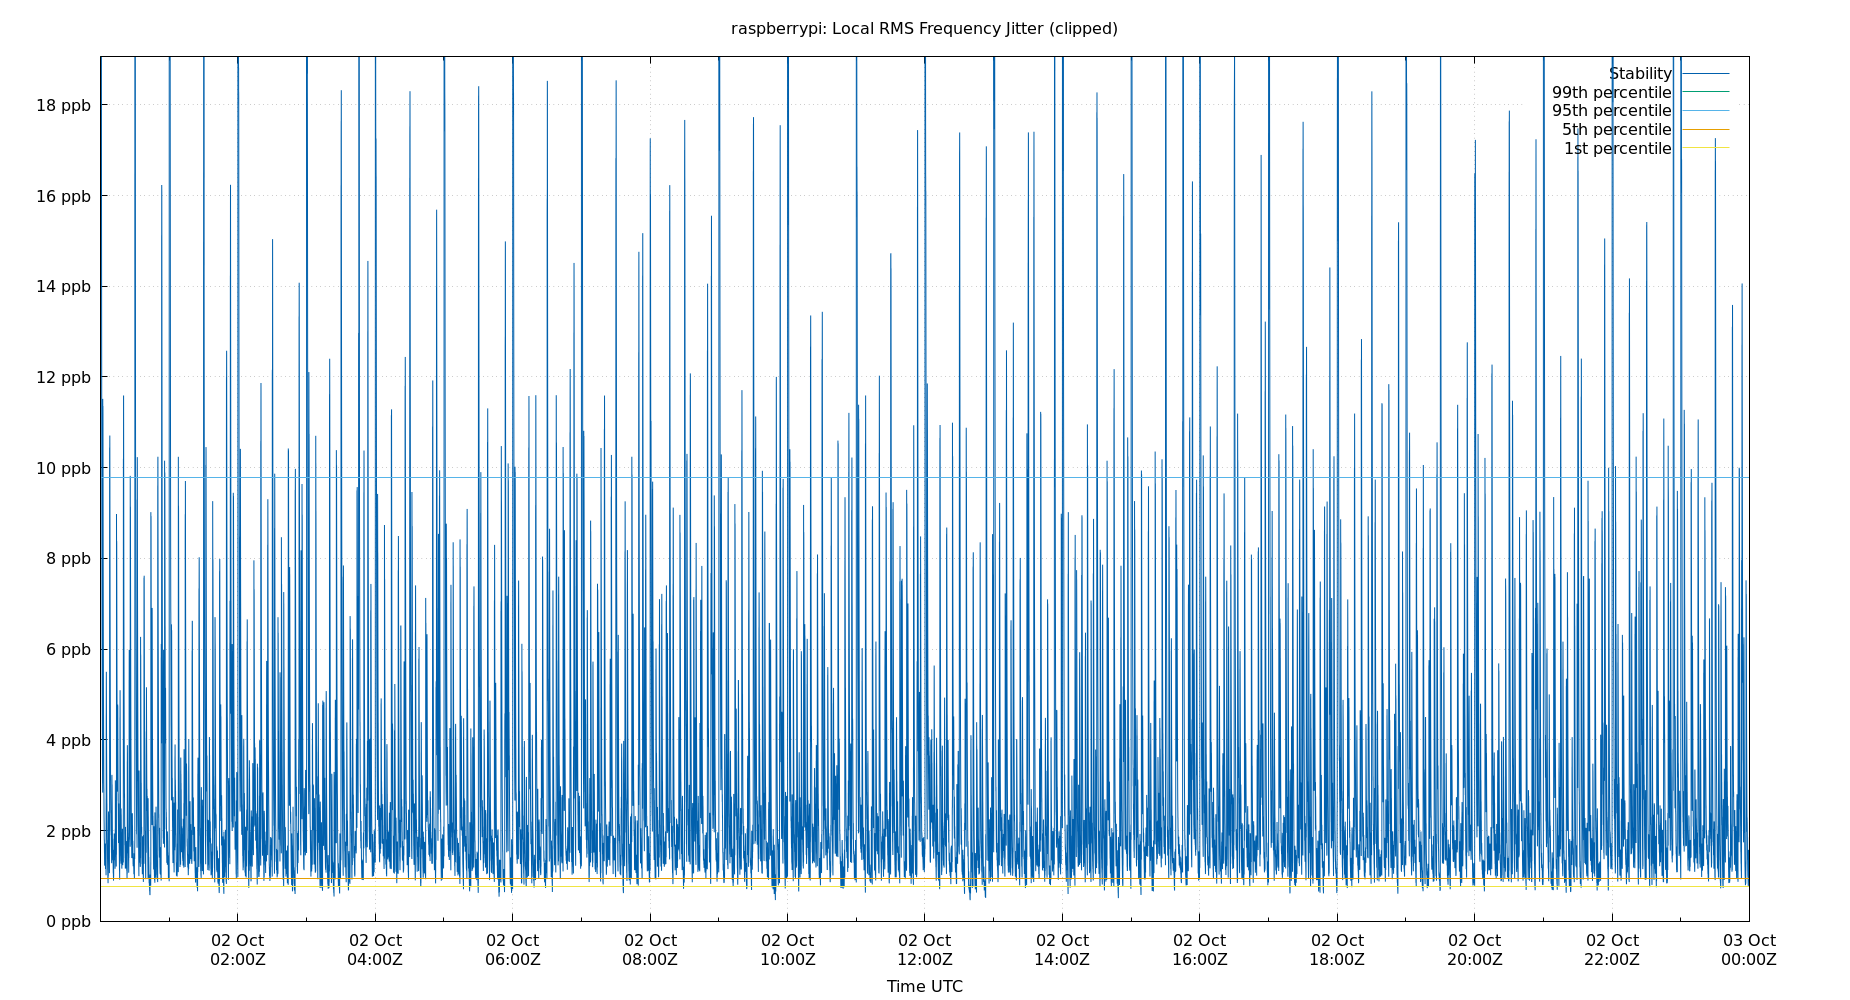 raspberrypi: Local RMS Frequency Jitter (clipped)
Stability
99th percentile
95th percentile
5th percentile
1st percentile
18 ppb
16 ppb
14 ppb
12 ppb
10 ppb
8 ppb
6 ppb
4 ppb
2 ppb
0 ppb
02 Oct 02 Oct 02 Oct 02 Oct 02 Oct 02 Oct 02 Oct 02 Oct 02 Oct 02 Oct 02 Oct 03 Oct
02:00Z 04:00Z 06:00Z 08:00Z 10:00Z 12:00Z 14:00Z 16:00Z 18:00Z 20:00Z 22:00Z 00:00Z
Time UTC